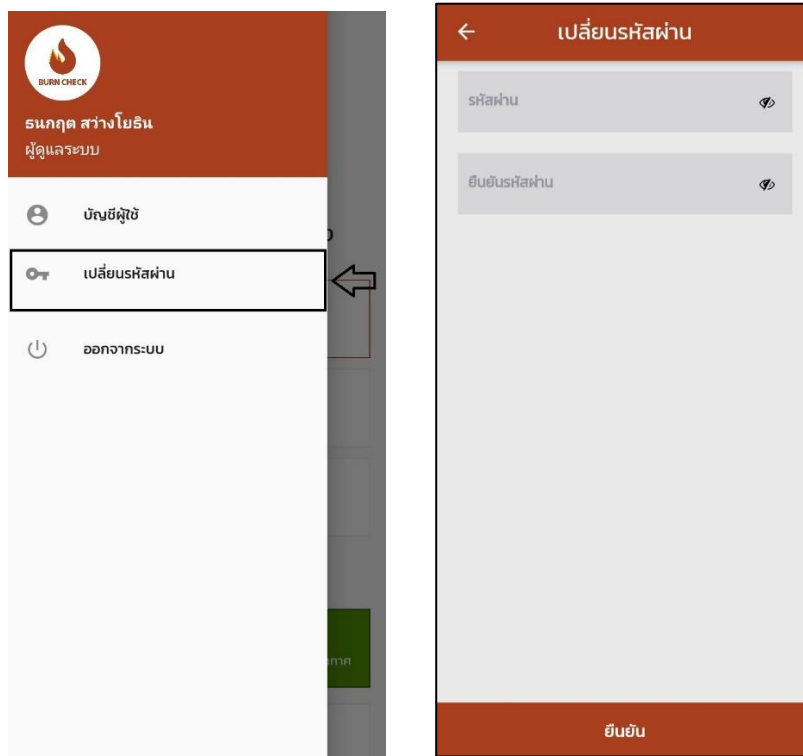 BURN CHECK
ธนกฤต สว่างโยธิน
ผู้ดูแลระบบ
บัญชีผู้ใช้
เปลี่ยนรหัสผ่าน
ออกจากระบบ
เปลี่ยนรหัสผ่าน
รหัสผ่าน
ยืนยันรหัสผ่าน
ยืนยัน